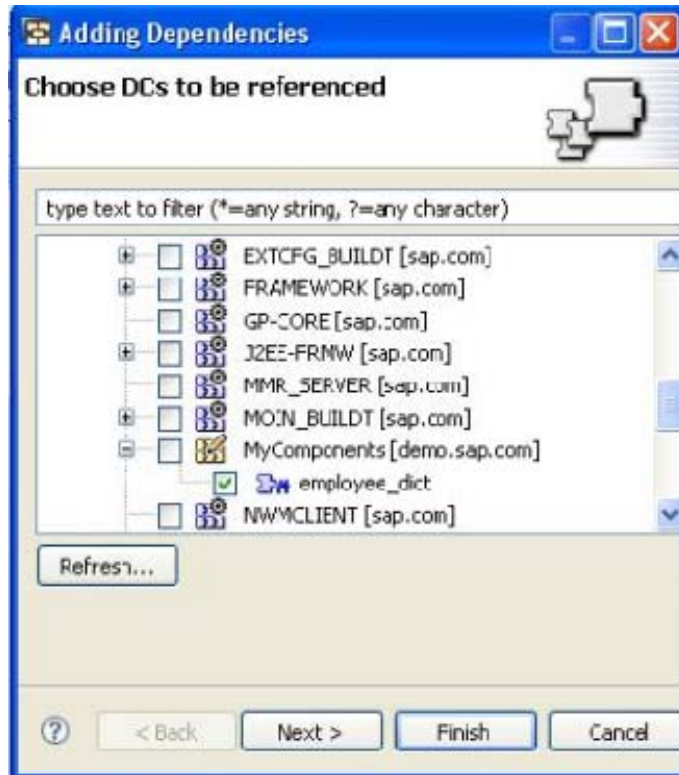 Adding Dependencies
Choose DCs to be referenced
type text to filter (*=any string, ?=any character)
EXTCFG_BUILDT [sap.com]
FRAMEWORK [sap.com]
GP-CORE [sap.com]
J2EE-FRMW [sap.com]
MMR_SERVER [sap.com]
MOIN_BUILDT [sap.com]
MyComponents [demo.sap.com]
employee_dict
NWMCLIENT [sap.com]
Refresh...
? < Back Next > Finish Cancel